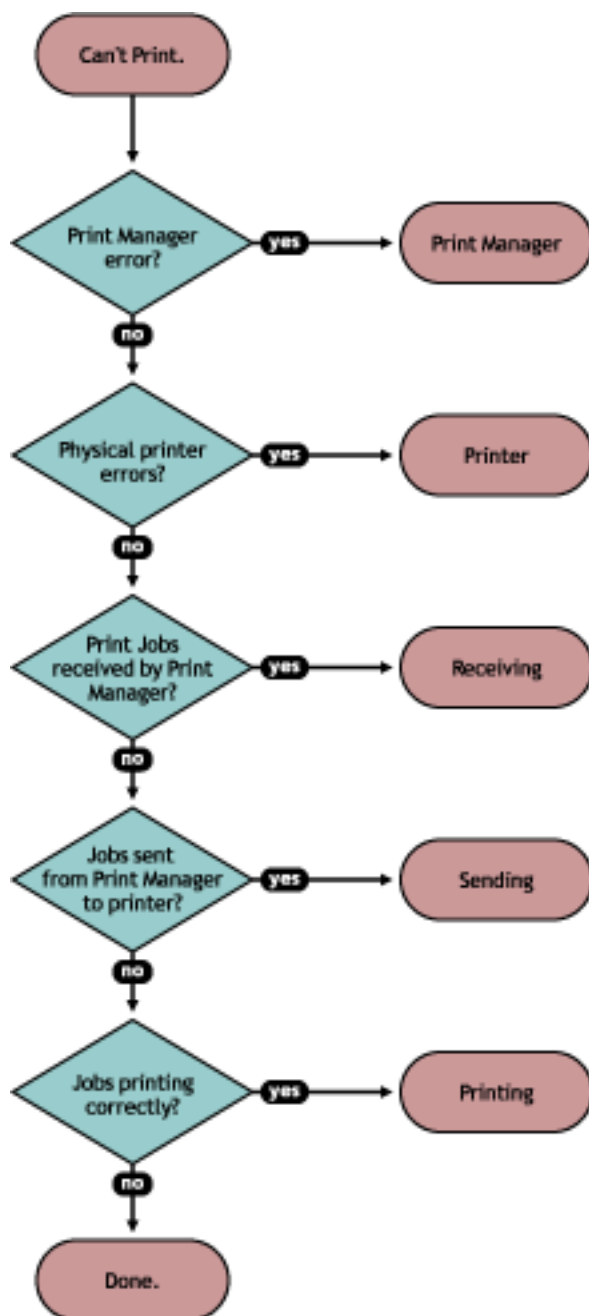 Can't Print.
Print Manager
error?
yes
Print Manager
no
Physical printer
errors?
yes
Printer
no
Print Jobs
received by Print
Manager?
yes
Receiving
no
Jobs sent
from Print Manager
to printer?
yes
Sending
no
Jobs printing
correctly?
yes
Printing
no
Done.